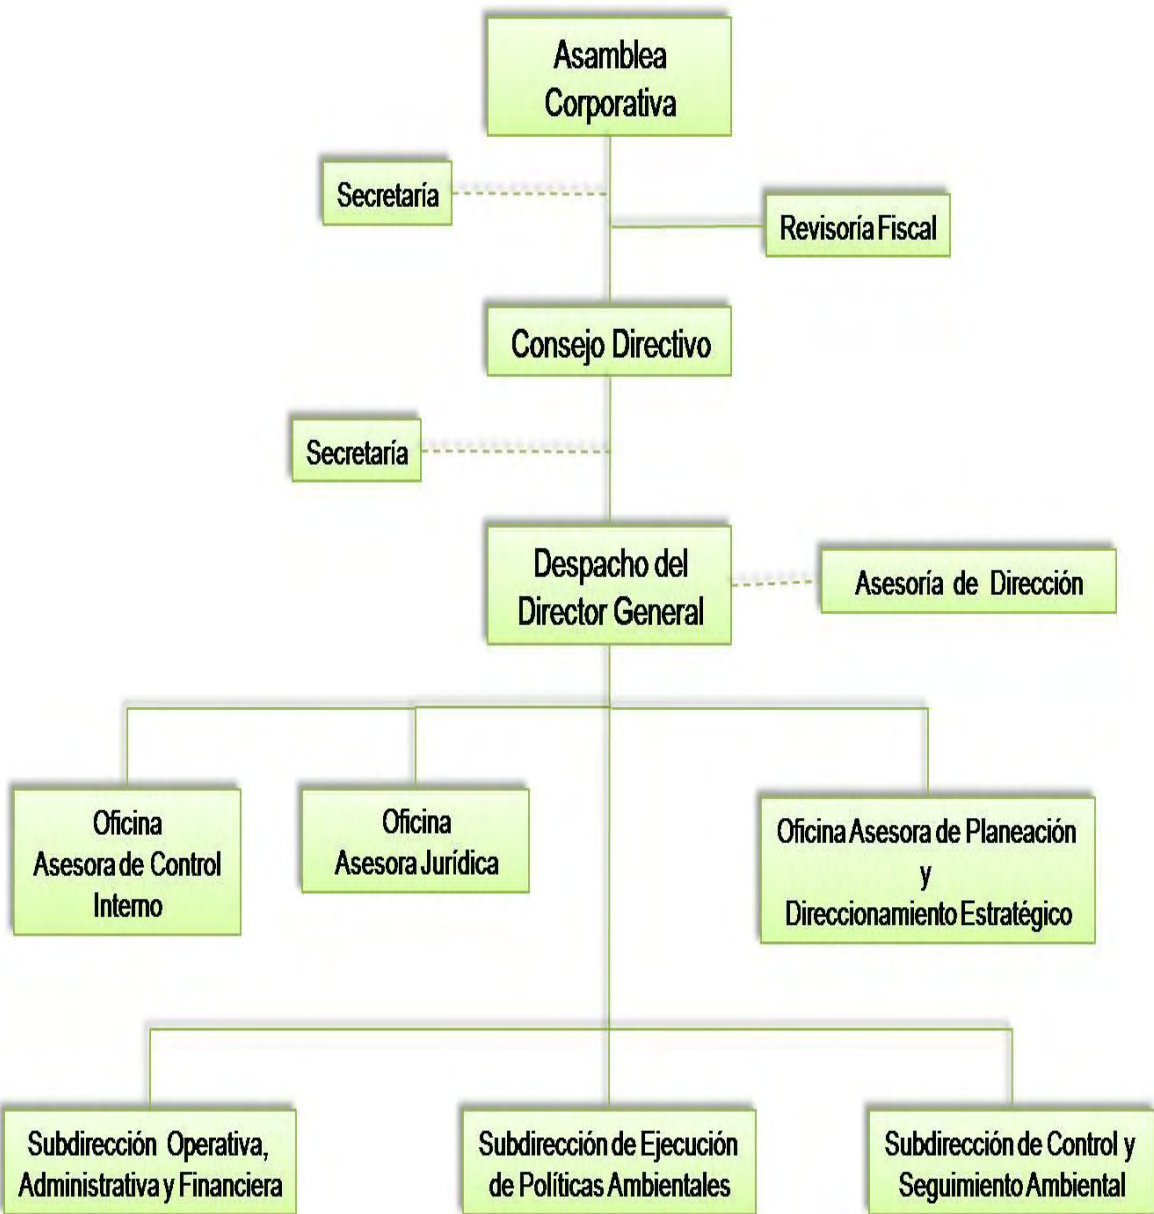 Asamblea
Corporativa
Secretaría
Revisoría Fiscal
Consejo Directivo
Secretaría
Despacho del
Director General
Asesoría de Dirección
Oficina
Asesora de Control
Interno
Oficina
Asesora Jurídica
Oficina Asesora de Planeación
y
Direccionamiento Estratégico
Subdirección Operativa,
Administrativa y Financiera
Subdirección de Ejecución
de Políticas Ambientales
Subdirección de Control y
Seguimiento Ambiental